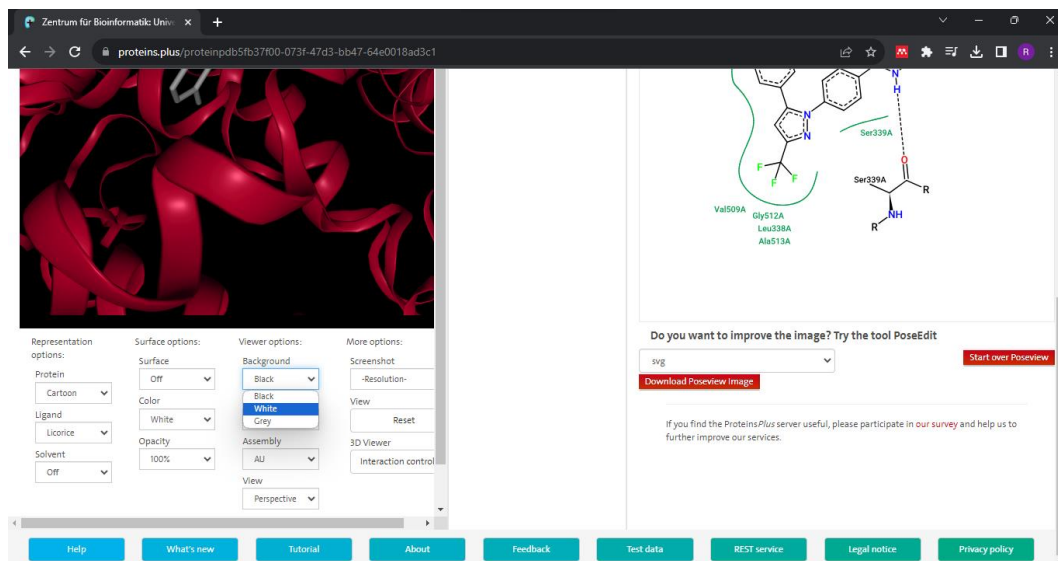 Zentrum für Bioinformatik: Univ
proteins.plus/proteinpdb5fb37f00-073f-47d3-bb47-64e0018ad3c1
R
N
H
N
N
F
F
F
Ser339A
O
Ser339A
R
NH
R
Val509A
Gly512A
Leu338A
Ala513A
Representation options:
Protein
Cartoon
Ligand
Licorice
Solvent
Off
Surface options:
Surface
Off
Color
White
Opacity
100%
Viewer options:
Background
Black
Black
White
Grey
Assembly
AU
View
Perspective
More options:
Screenshot
-Resolution-
View
Reset
3D Viewer
Interaction control
Do you want to improve the image? Try the tool PoseEdit
svg
Start over Poseview
Download Poseview Image
If you find the ProteinsPlus server useful, please participate in our survey and help us to
further improve our services.
Help
What's new
Tutorial
About
Feedback
Test data
REST service
Legal notice
Privacy policy